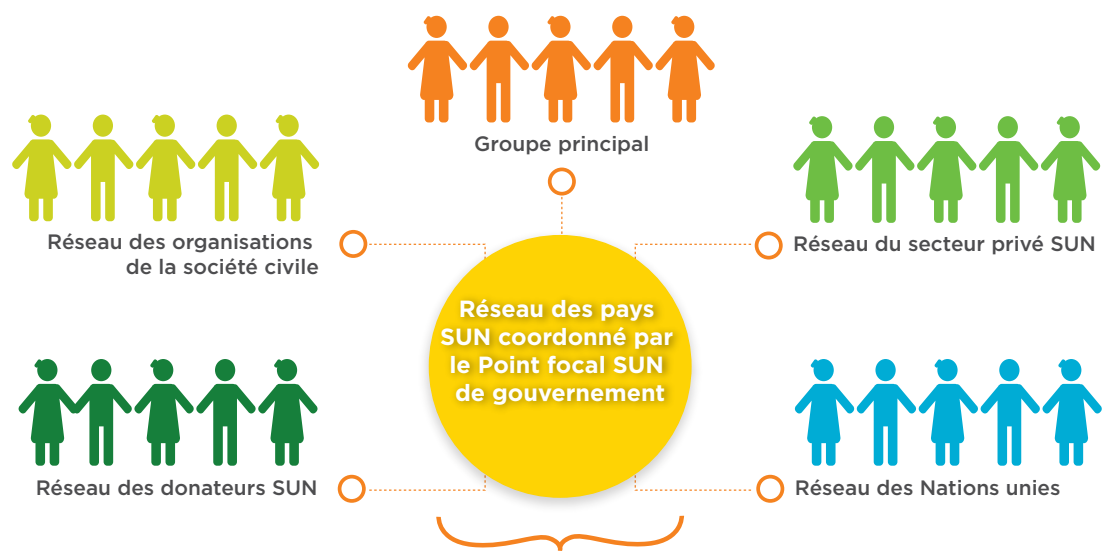 Groupe principal
Réseau des organisations
de la société civile
Réseau du secteur privé SUN
Réseau des pays
SUN coordonné par
le Point focal SUN
de gouvernement
Réseau des donateurs SUN
Réseau des Nations unies